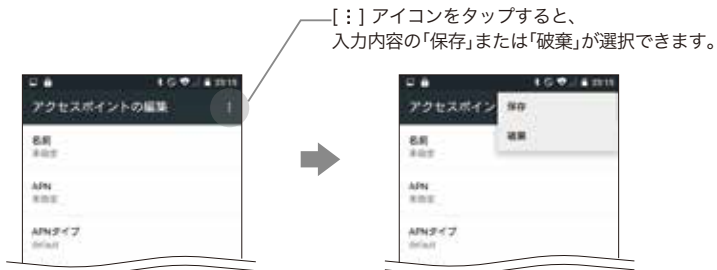 [⋮] アイコンをタップすると、
入力内容の「保存」または「破棄」が選択できます。
アクセスポイントの編集
名前
未設定
APN
未設定
APNタイプ
default
アクセスポイン
保存
破棄
名前
未設定
APN
未設定
APNタイプ
default